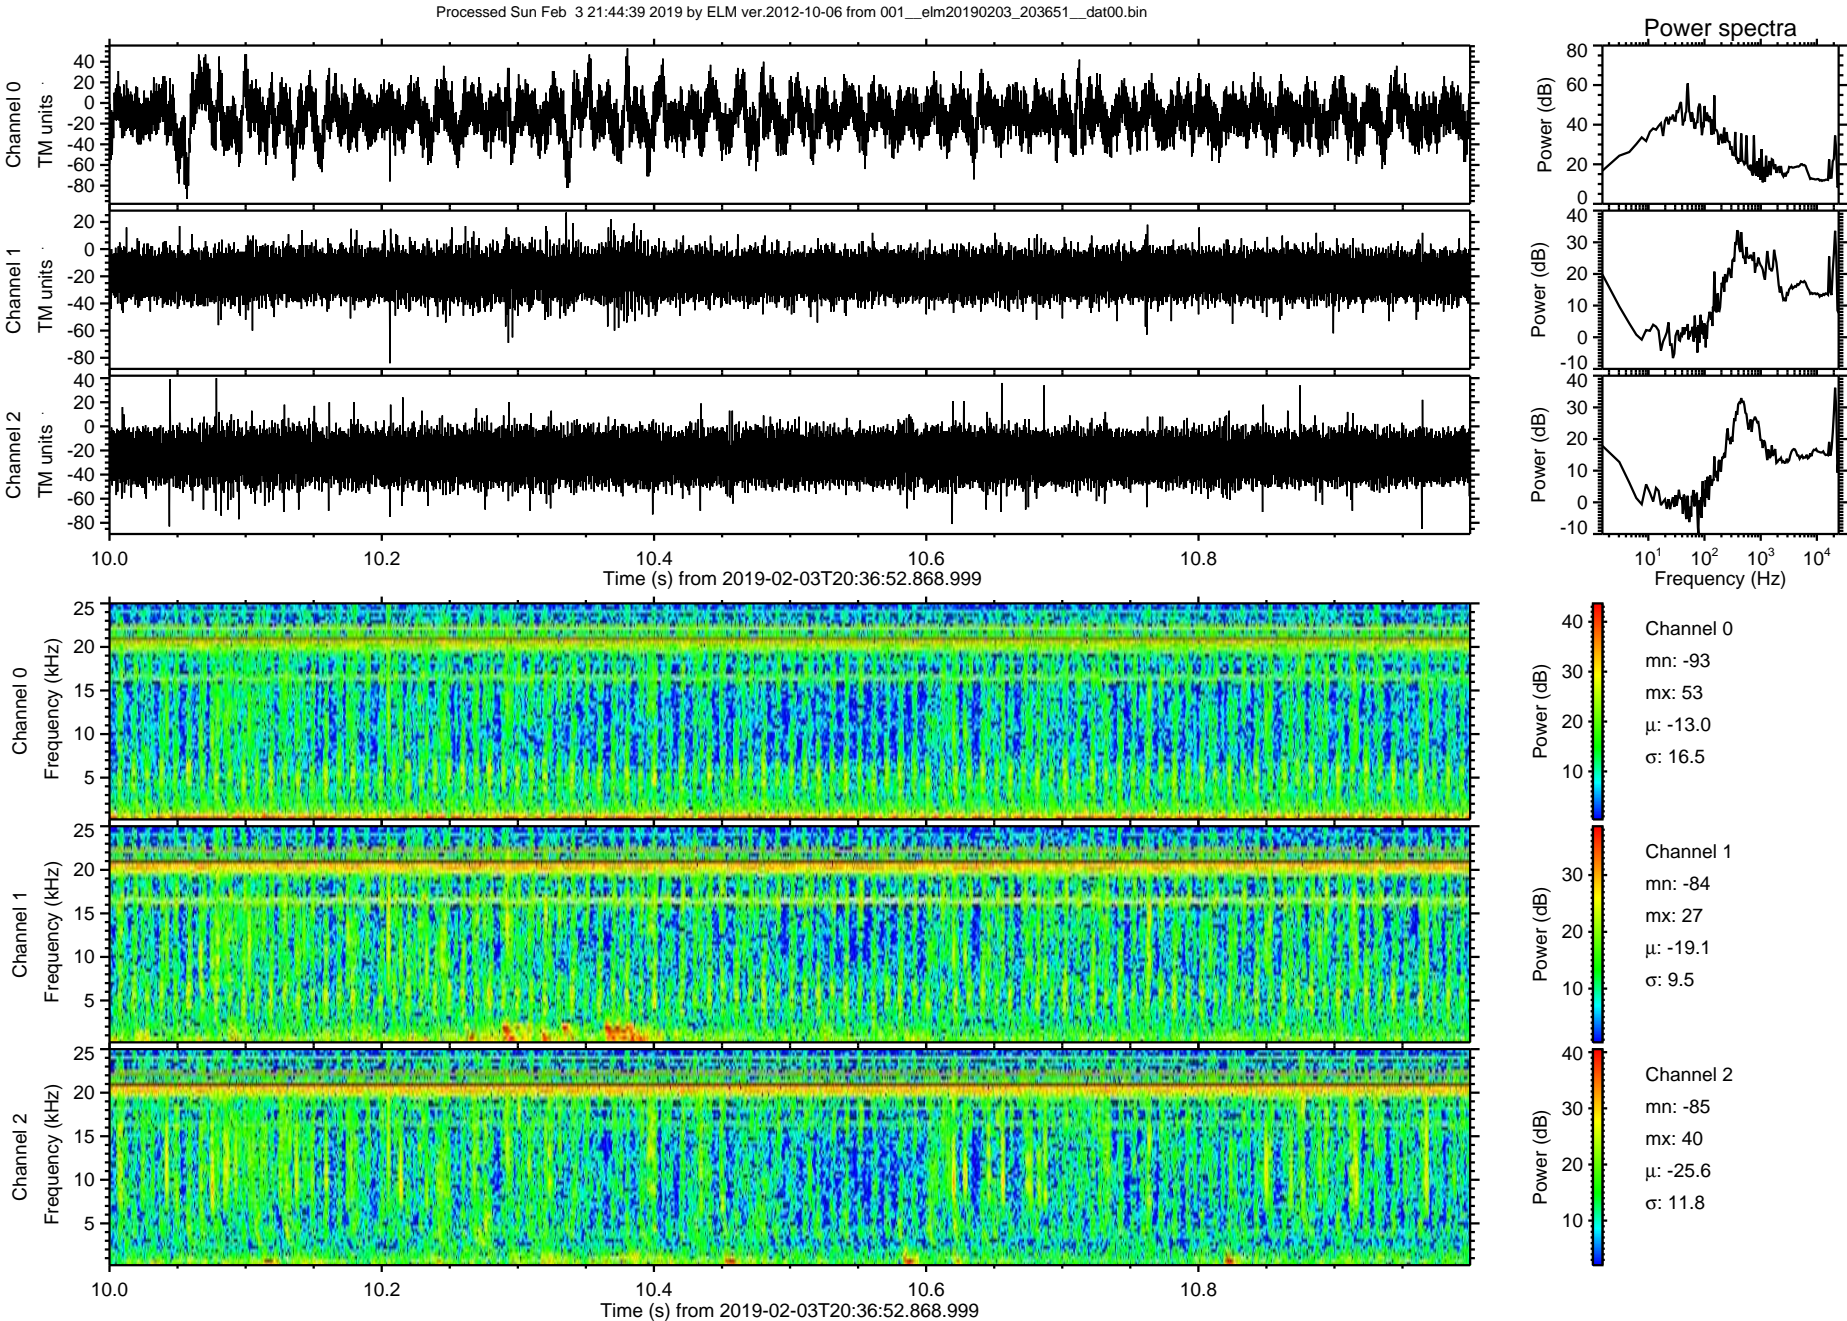 Processed Sun Feb  3 21:44:39 2019 by ELM ver.2012-10-06 from 001__elm20190203_203651__dat00.bin
Power spectra
Channel 0
TM units
40
20
0
-20
-40
-60
-80
Power (dB)
80
60
40
20
0
Channel 1
TM units
20
0
-20
-40
-60
-80
Power (dB)
40
30
20
10
0
-10
Channel 2
TM units
40
20
0
-20
-40
-60
-80
Power (dB)
40
30
20
10
0
-10
10.0 10.2 10.4 10.6 10.8
Time (s) from 2019-02-03T20:36:52.868.999
10¹ 10² 10³ 10⁴
Frequency (Hz)
Channel 0
Frequency (kHz)
25
20
15
10
5
Power (dB)
40
30
20
10
Channel 0
mn: -93
mx: 53
μ: -13.0
σ: 16.5
Channel 1
Frequency (kHz)
25
20
15
10
5
Power (dB)
30
20
10
Channel 1
mn: -84
mx: 27
μ: -19.1
σ: 9.5
Channel 2
Frequency (kHz)
25
20
15
10
5
Power (dB)
40
30
20
10
Channel 2
mn: -85
mx: 40
μ: -25.6
σ: 11.8
10.0 10.2 10.4 10.6 10.8
Time (s) from 2019-02-03T20:36:52.868.999